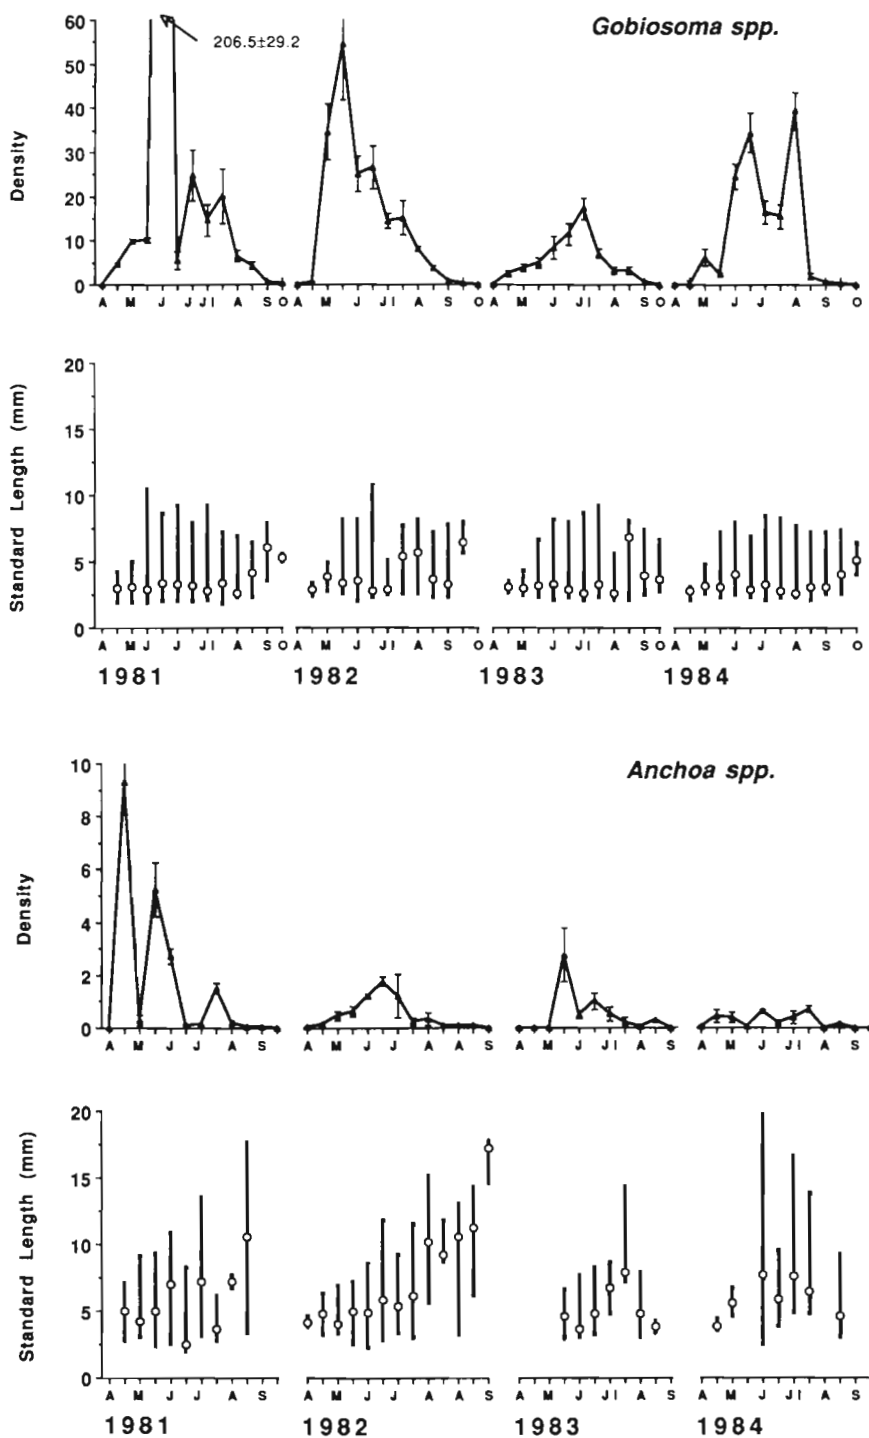 Gobiosoma spp.
206.5±29.2
Density
60
50
40
30
20
10
0
A M J Jl A S O
A M J Jl A S O
A M J Jl A S O
A M J J A S O
Standard Length (mm)
20
15
10
5
0
A M J J Jl A S O
A M J Jl A S O
A M J Jl A S O
A M J J A S O
1981 1982 1983 1984
Anchoa spp.
Density
10
8
6
4
2
0
A M J J A S
A M J J A A S
A M J Jl A S
A M J Jl A S
Standard Length (mm)
20
15
10
5
0
A M J J A S
A M J J A A S
A M J Jl A S
A M J Jl A S
1981 1982 1983 1984